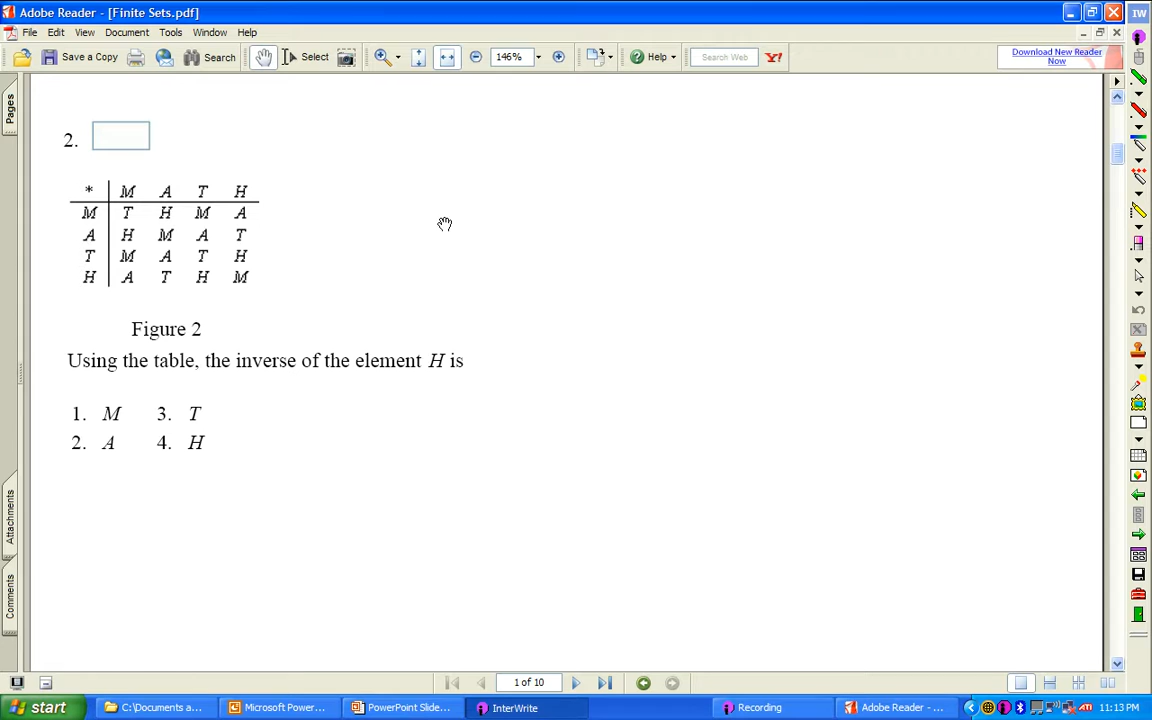 Adobe Reader - [Finite Sets.pdf]
IW
File Edit View Document Tools Window Help
Save a Copy Search Select 146% Help Search Web Y! Download New Reader
Now
Pages
2.
* M A T H
M T H M A
A H M A T
T M A T H
H A T H M
Figure 2
Using the table, the inverse of the element H is
1. M 3. T
2. A 4. H
Attachments
Comments
1 of 10
start C:\Documents a... Microsoft Power... PowerPoint Slide... InterWrite Recording Adobe Reader - ... ATI 11:13 PM